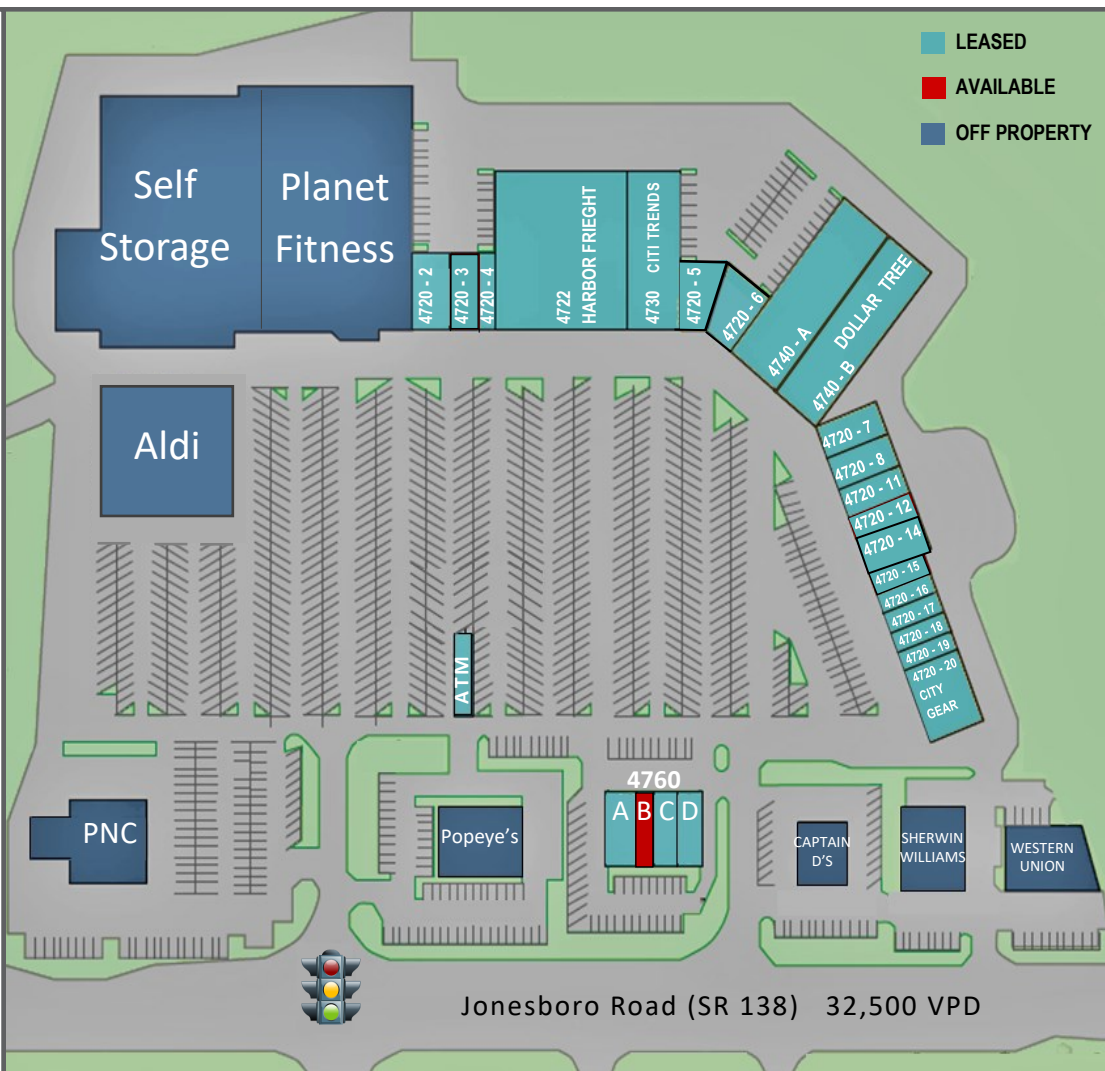 LEASED
AVAILABLE
OFF PROPERTY
Self
Storage
Planet
Fitness
4720 - 2
4720 - 3
4720 - 4
4722
HARBOR FRIEGHT
4730 CITI TRENDS
4720 - 5
4720 - 6
4740 - A
4740 - B DOLLAR TREE
Aldi
4720 - 7
4720 - 8
4720 - 11
4720 - 12
4720 - 14
4720 - 15
4720 - 16
4720 - 17
4720 - 18
4720 - 19
4720 - 20
CITY
GEAR
ATM
4760
A B C D
PNC
Popeye's
CAPTAIN
D'S
SHERWIN
WILLIAMS
WESTERN
UNION
Jonesboro Road (SR 138) 32,500 VPD